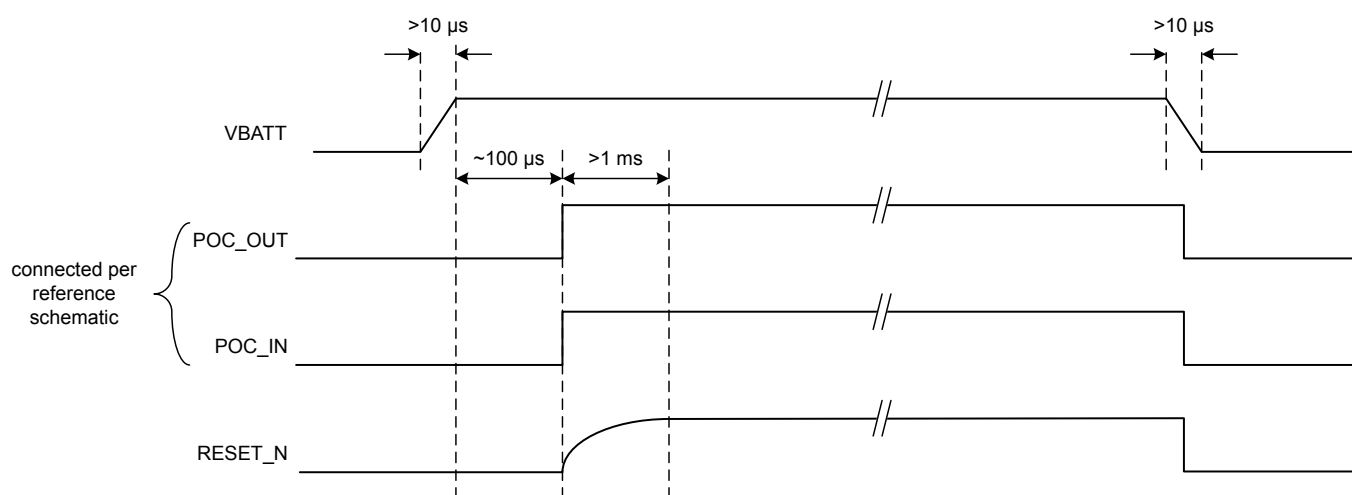 >10 µs
>10 µs
VBATT
~100 µs
>1 ms
POC_OUT
connected per
reference
schematic
POC_IN
RESET_N